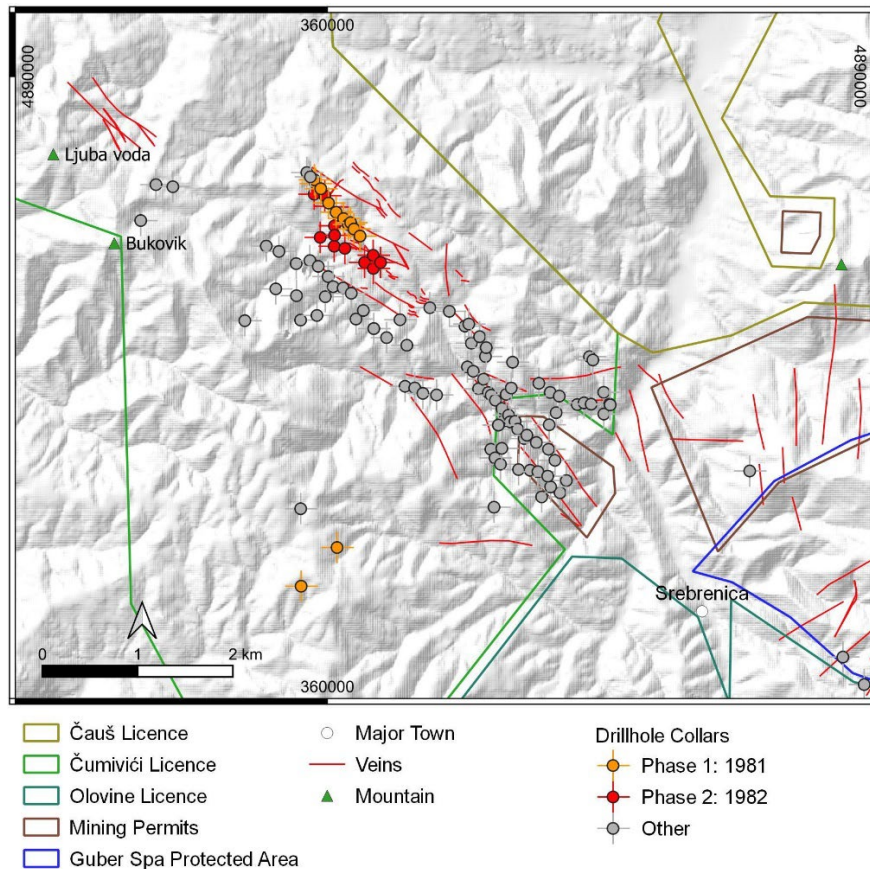 360000
4890000
4890000
Ljuba voda
Bukovik
Srebrenica
0 1 2 km
360000
Čauš Licence
Čumivići Licence
Olovine Licence
Mining Permits
Guber Spa Protected Area
Major Town
Veins
Mountain
Drillhole Collars
Phase 1: 1981
Phase 2: 1982
Other